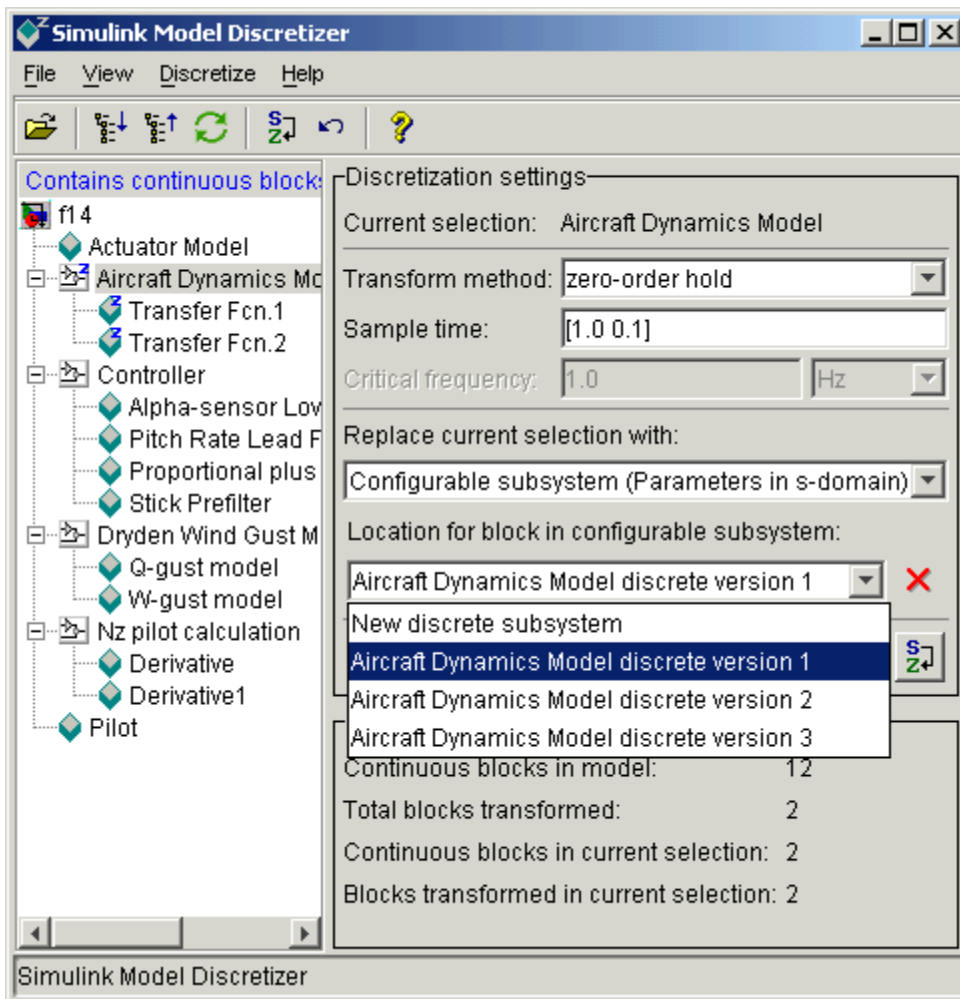 Simulink Model Discretizer
File View Discretize Help
Contains continuous block
f14
Actuator Model
Aircraft Dynamics Mo
Transfer Fcn.1
Transfer Fcn.2
Controller
Alpha-sensor Lov
Pitch Rate Lead F
Proportional plus
Stick Prefilter
Dryden Wind Gust M
Q-gust model
W-gust model
Nz pilot calculation
Derivative
Derivative1
Pilot
Discretization settings
Current selection: Aircraft Dynamics Model
Transform method: zero-order hold
Sample time: [1.0 0.1]
Critical frequency: 1.0 Hz
Replace current selection with:
Configurable subsystem (Parameters in s-domain)
Location for block in configurable subsystem:
Aircraft Dynamics Model discrete version 1
New discrete subsystem
Aircraft Dynamics Model discrete version 1
Aircraft Dynamics Model discrete version 2
Aircraft Dynamics Model discrete version 3
Continuous blocks in model: 12
Total blocks transformed: 2
Continuous blocks in current selection: 2
Blocks transformed in current selection: 2
Simulink Model Discretizer